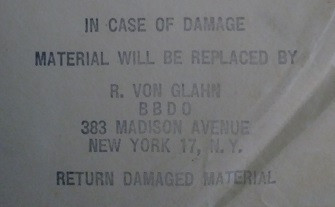 IN CASE OF DAMAGE
MATERIAL WILL BE REPLACED BY
R. VON GLAHN
BBDO
383 MADISON AVENUE
NEW YORK 17, N.Y.
RETURN DAMAGED MATERIAL